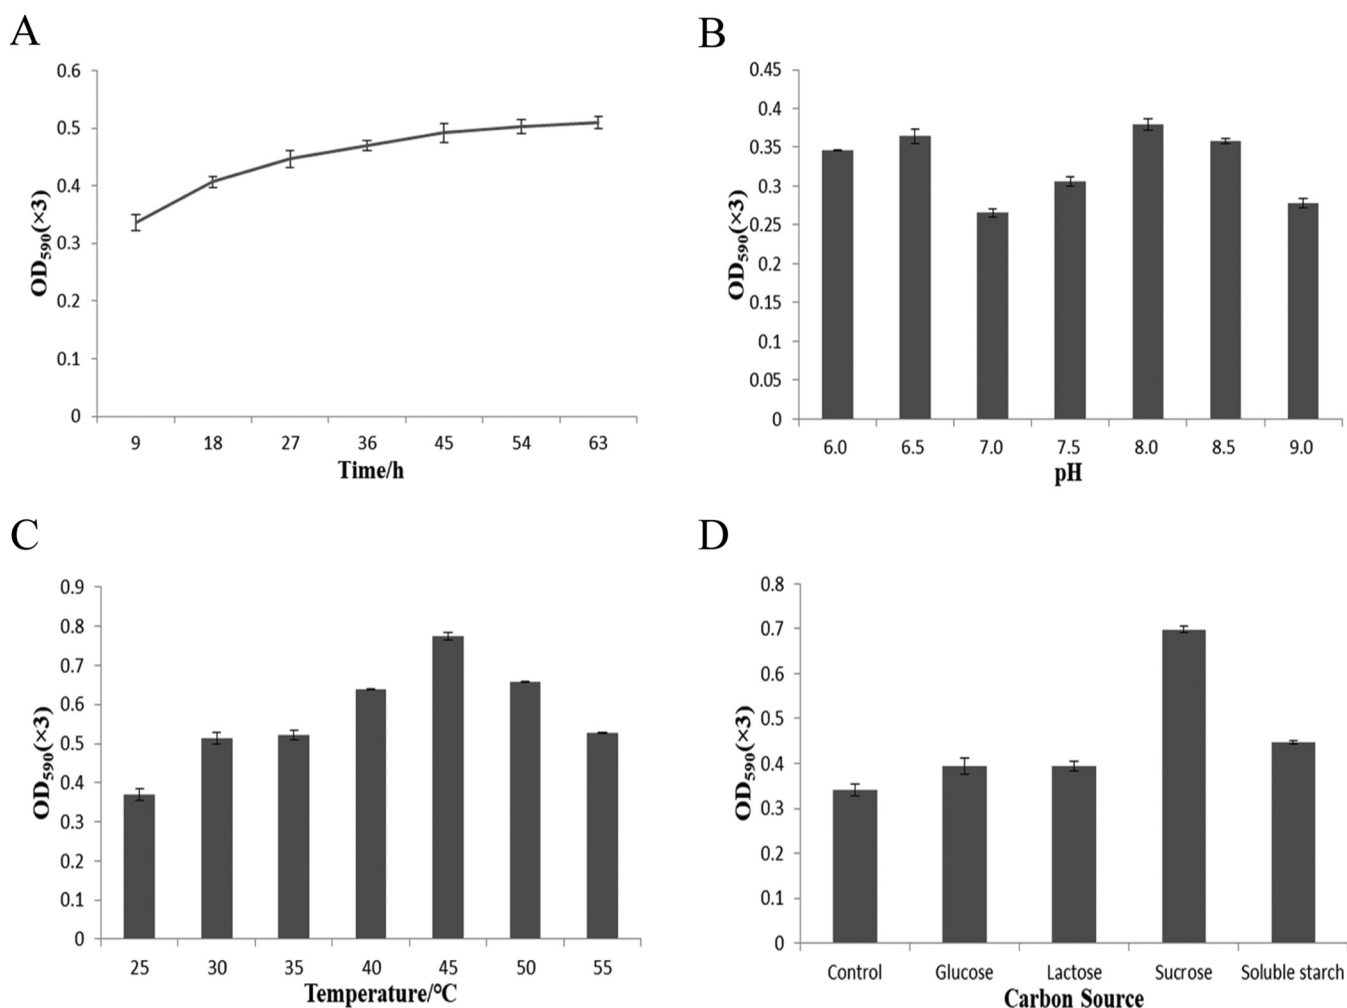 A
0.6
0.5
0.4
0.3
0.2
0.1
0
OD590(×3)
9 18 27 36 45 54 63
Time/h
B
0.45
0.4
0.35
0.3
0.25
0.2
0.15
0.1
0.05
0
OD590(×3)
6.0 6.5 7.0 7.5 8.0 8.5 9.0
pH
C
0.9
0.8
0.7
0.6
0.5
0.4
0.3
0.2
0.1
0
OD590(×3)
25 30 35 40 45 50 55
Temperature/°C
D
0.8
0.7
0.6
0.5
0.4
0.3
0.2
0.1
0
OD590(×3)
Control Glucose Lactose Sucrose Soluble starch
Carbon Source